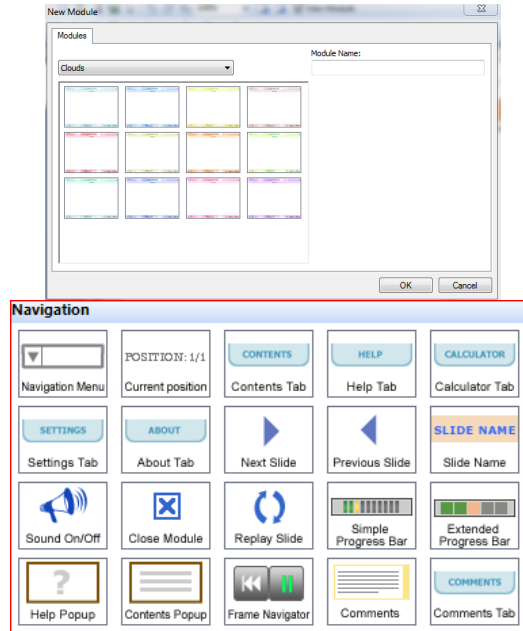 New Module
Modules
Module Name:
Clouds
OK
Cancel
Navigation
Navigation Menu
POSITION: 1/1
Current position
CONTENTS
Contents Tab
HELP
Help Tab
CALCULATOR
Calculator Tab
SETTINGS
Settings Tab
ABOUT
About Tab
Next Slide
Previous Slide
SLIDE NAME
Slide Name
Sound On/Off
Close Module
Replay Slide
Simple
Progress Bar
Extended
Progress Bar
?
Help Popup
Contents Popup
Frame Navigator
Comments
COMMENTS
Comments Tab